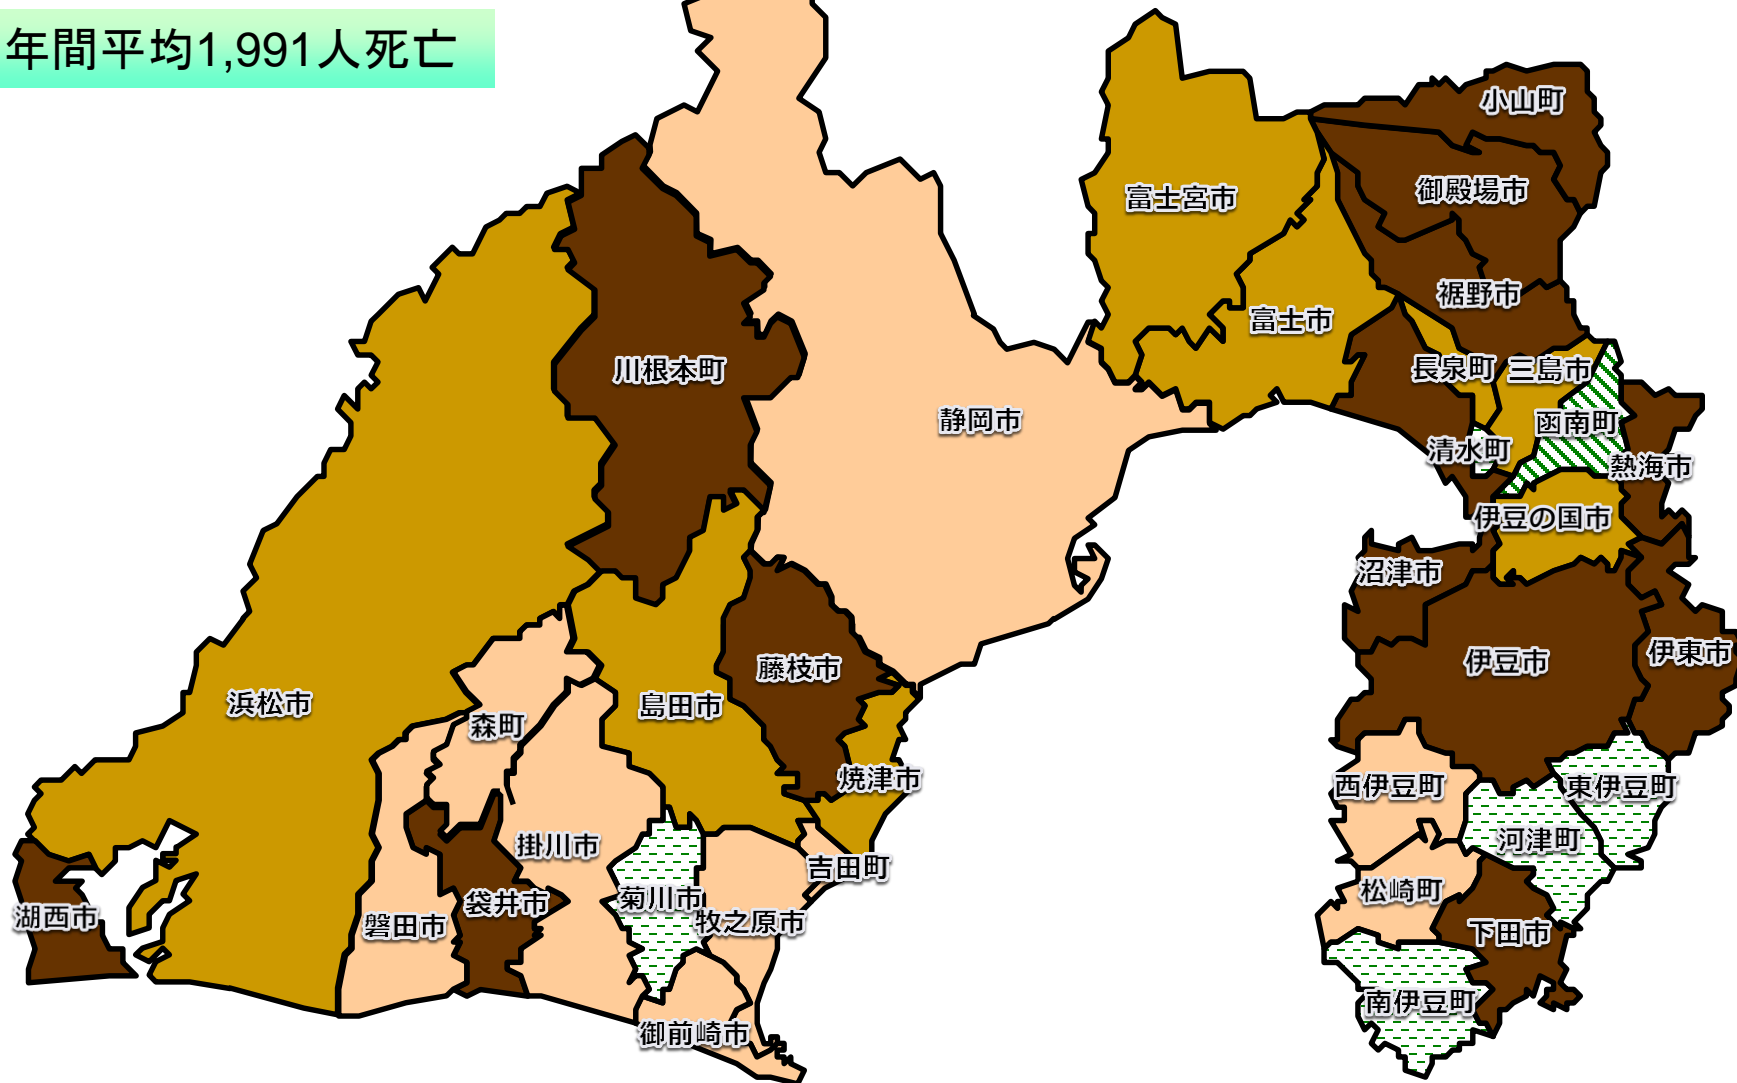 年間平均1,991人死亡
小山町
御殿場市
富士宮市
裾野市
富士市
長泉町
三島市
川根本町
静岡市
函南町
清水町
熱海市
伊豆の国市
沼津市
伊東市
伊豆市
藤枝市
浜松市
島田市
森町
焼津市
西伊豆町
東伊豆町
河津町
掛川市
吉田町
松崎町
菊川市
袋井市
湖西市
牧之原市
磐田市
下田市
南伊豆町
御前崎市